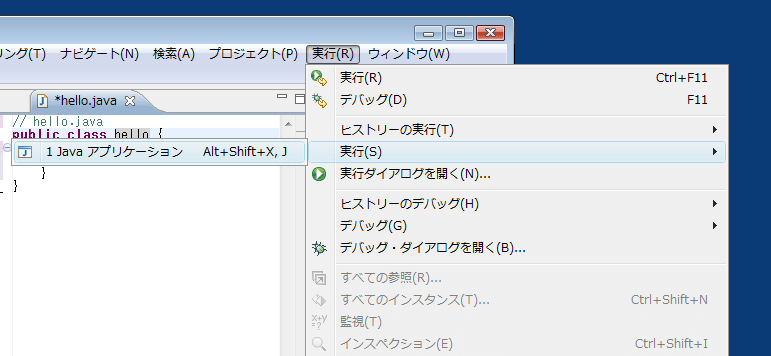 リング(T) ナビゲート(N) 検索(A) プロジェクト(P) 実行(R) ウィンドウ(W)
*hello.java
// hello.java
public class hello {
1 Java アプリケーション Alt+Shift+X, J
}
}
実行(R) Ctrl+F11
デバッグ(D) F11
ヒストリーの実行(T)
実行(S)
実行ダイアログを開く(N)...
ヒストリーのデバッグ(H)
デバッグ(G)
デバッグ・ダイアログを開く(B)...
すべての参照(R)...
すべてのインスタンス(T)... Ctrl+Shift+N
監視(T)
インスペクション(E) Ctrl+Shift+I